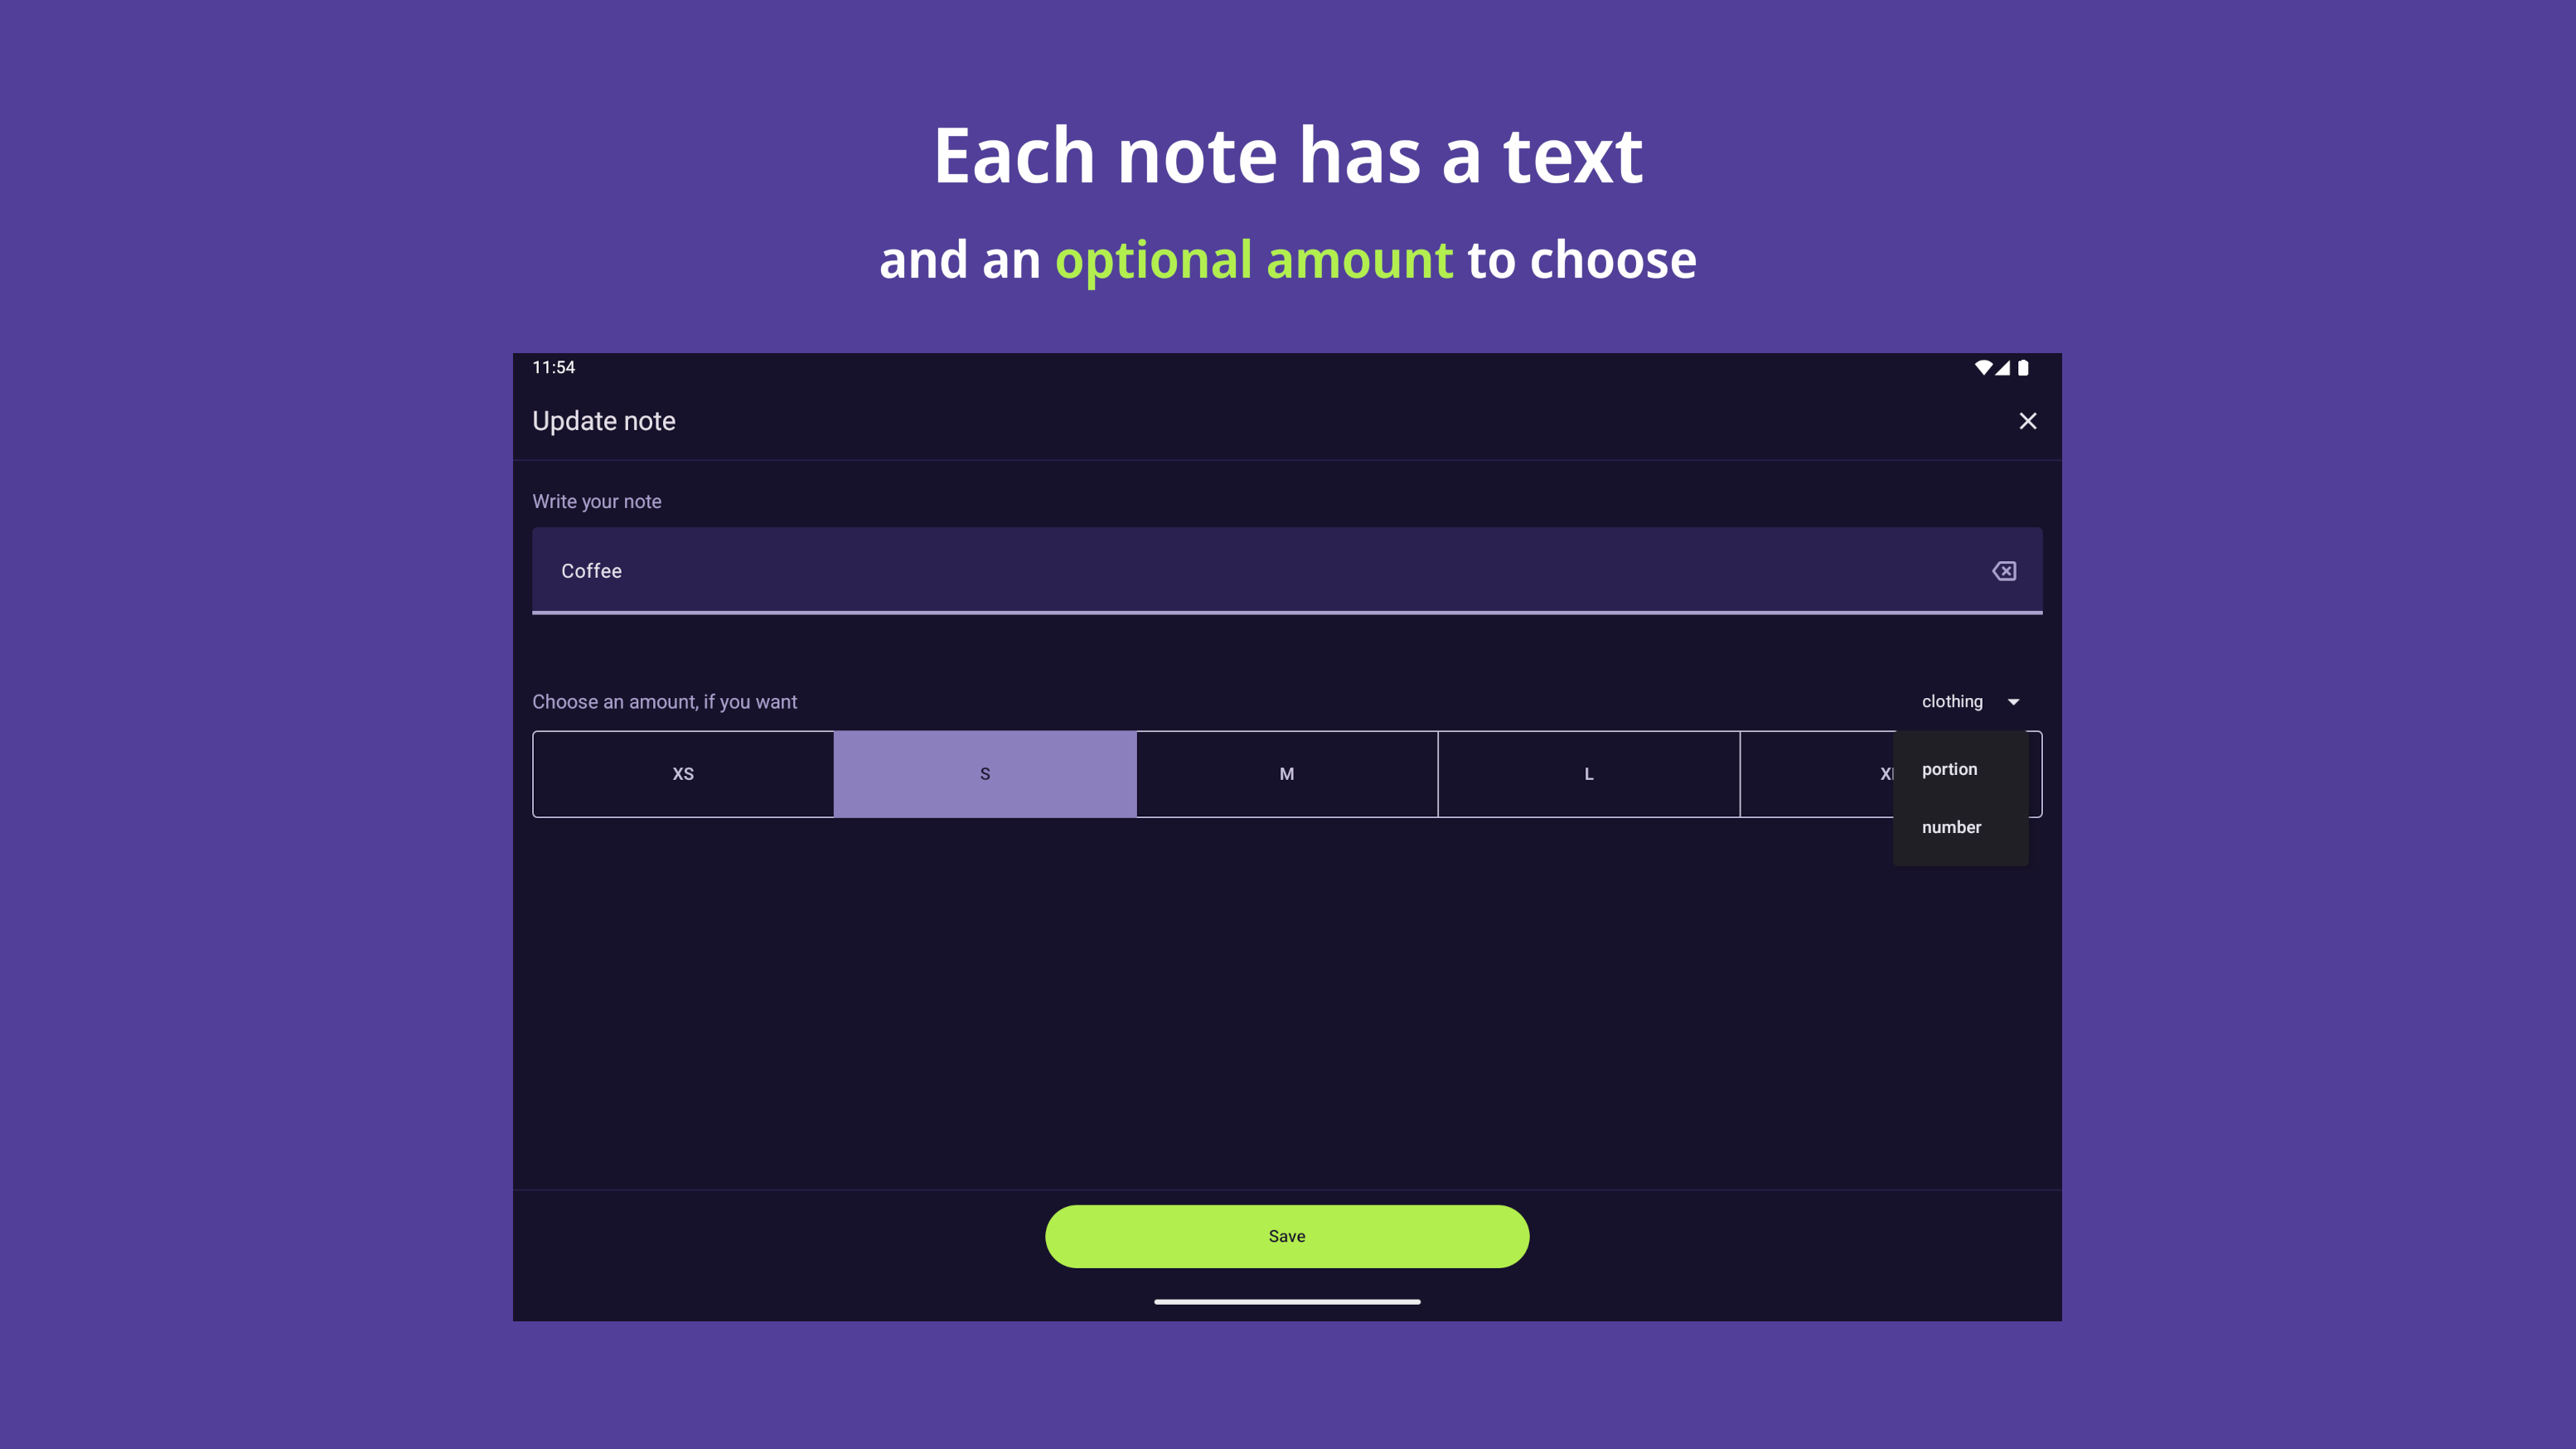 Each note has a text
and an optional amount to choose
11:54
Update note
Write your note
Coffee
Choose an amount, if you want
clothing
XS S M L
portion
number
Save